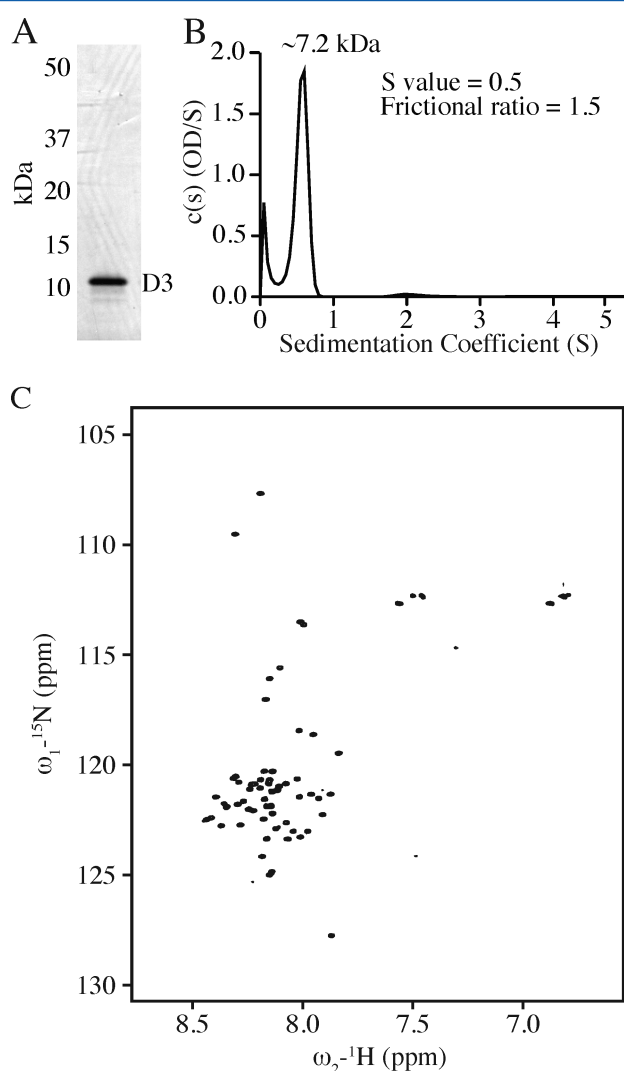 A
50
37
20
15
10
kDa
D3
B
~7.2 kDa
S value = 0.5
Frictional ratio = 1.5
c(s) (OD/S)
2.0
1.5
1.0
0.5
0.0
0 1 2 3 4 5
Sedimentation Coefficient (S)
C
105
110
115
120
125
130
ω1-15N (ppm)
8.5 8.0 7.5 7.0
ω2-1H (ppm)